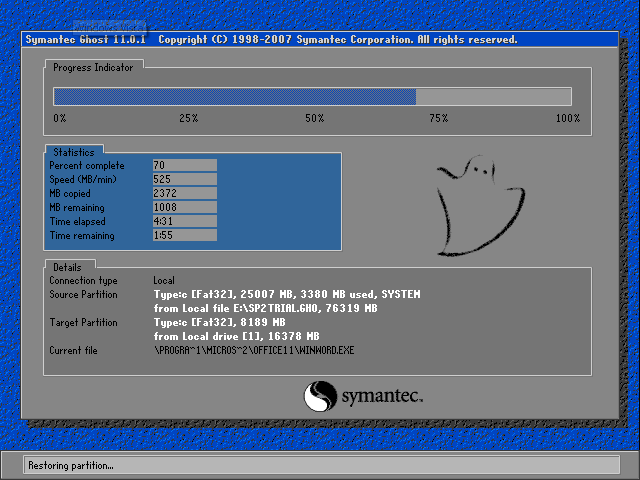 Windows Vista
Symantec Ghost 11.0.1 Copyright (C) 1998-2007 Symantec Corporation. All rights reserved.
Progress Indicator
0% 25% 50% 75% 100%
Statistics
Percent complete 70
Speed (MB/min) 525
MB copied 2372
MB remaining 1008
Time elapsed 4:31
Time remaining 1:55
Details
Connection type Local
Source Partition Type:c [Fat32], 25007 MB, 3380 MB used, SYSTEM
from Local file E:\SP2TRIAL.GHO, 76319 MB
Target Partition Type:c [Fat32], 8189 MB
from Local drive [1], 16378 MB
Current file \PROGRA~1\MICROS~2\OFFICE11\WINWORD.EXE
symantec™
Restoring partition...